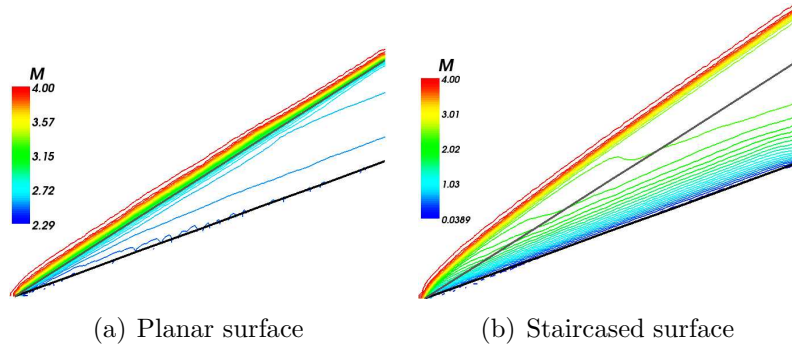 M
4.00
3.57
3.15
2.72
2.29
(a) Planar surface
M
4.00
3.01
2.02
1.03
0.0389
(b) Staircased surface